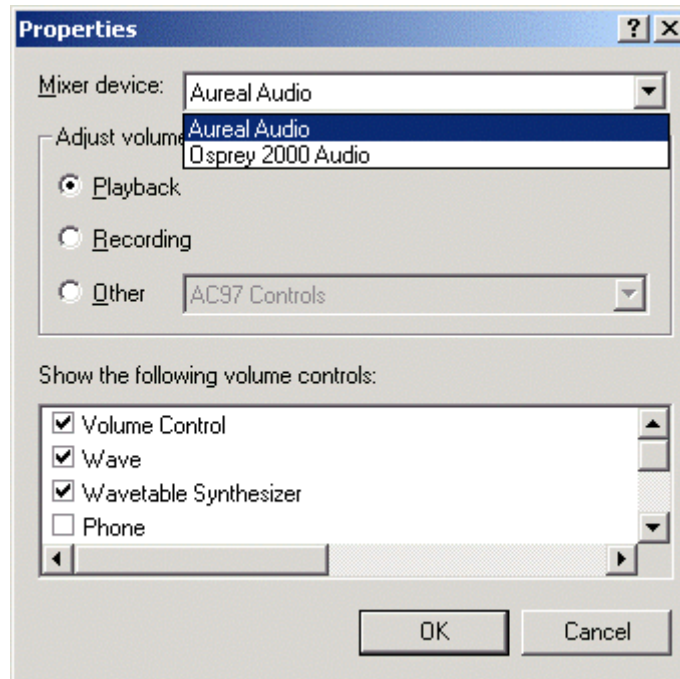 Properties
Mixer device: Aureal Audio
Aureal Audio
Osprey 2000 Audio
Adjust volume
Playback
Recording
Other AC97 Controls
Show the following volume controls:
Volume Control
Wave
Wavetable Synthesizer
Phone
OK Cancel